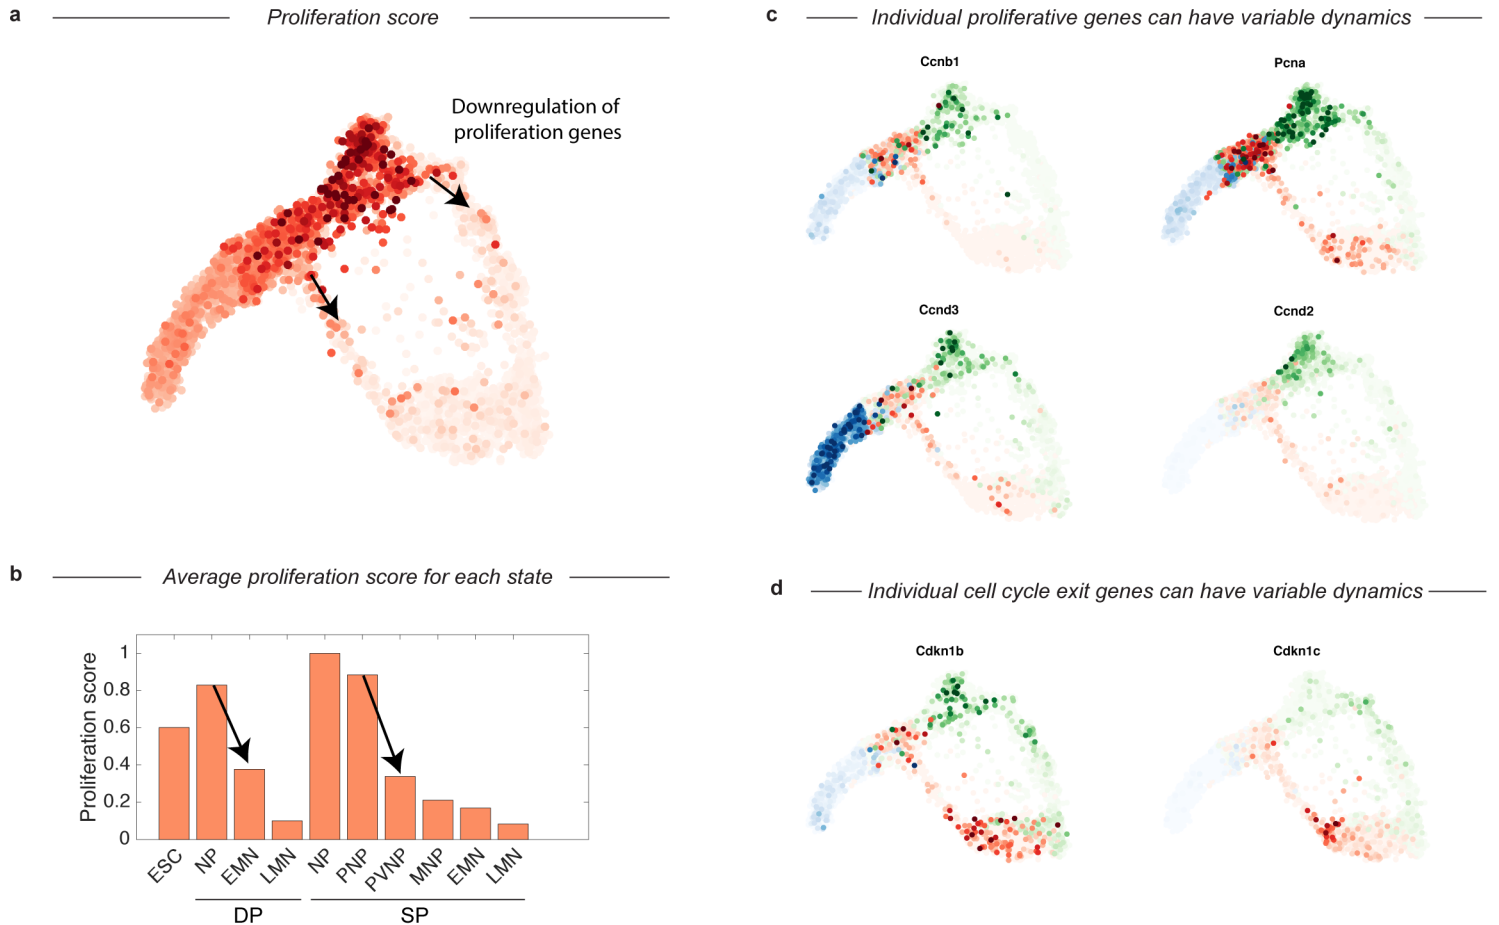 a
Proliferation score
Downregulation of
proliferation genes
b
Average proliferation score for each state
Proliferation score
1
0.8
0.6
0.4
0.2
0
ESC
NP
EMN
LMN
NP
PNP
PVNP
MNP
EMN
LMN
DP
SP
c
Individual proliferative genes can have variable dynamics
Ccnb1
Pcna
Ccnd3
Ccnd2
d
Individual cell cycle exit genes can have variable dynamics
Cdkn1b
Cdkn1c